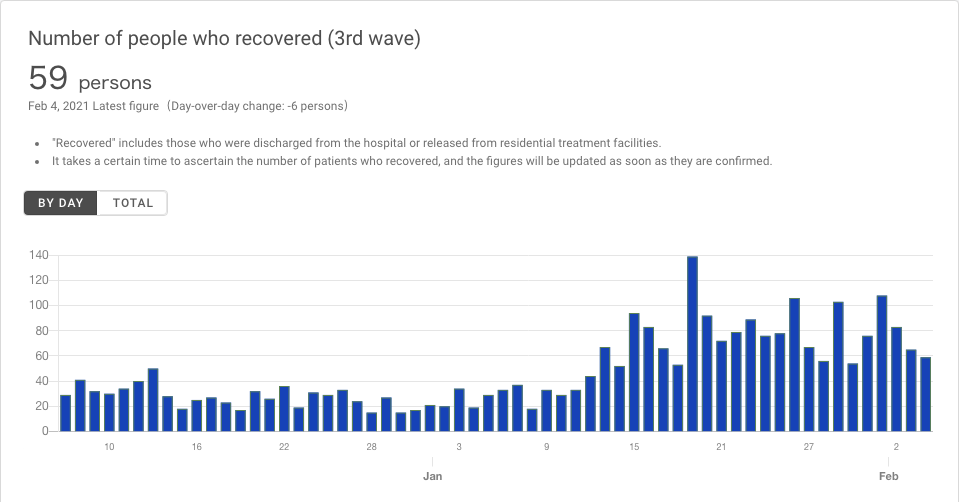 Number of people who recovered (3rd wave)
59 persons
Feb 4, 2021 Latest figure (Day-over-day change: -6 persons)
• "Recovered" includes those who were discharged from the hospital or released from residential treatment facilities.
• It takes a certain time to ascertain the number of patients who recovered, and the figures will be updated as soon as they are confirmed.
BY DAY TOTAL
140
120
100
80
60
40
20
0
10 16 22 28 3 9 15 21 27 2
Jan Feb